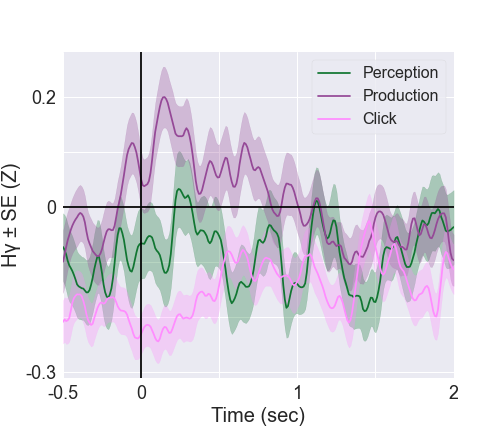 Perception
Production
Click
Hγ ± SE (Z)
0.2
0
-0.3
-0.5
0
1
2
Time (sec)